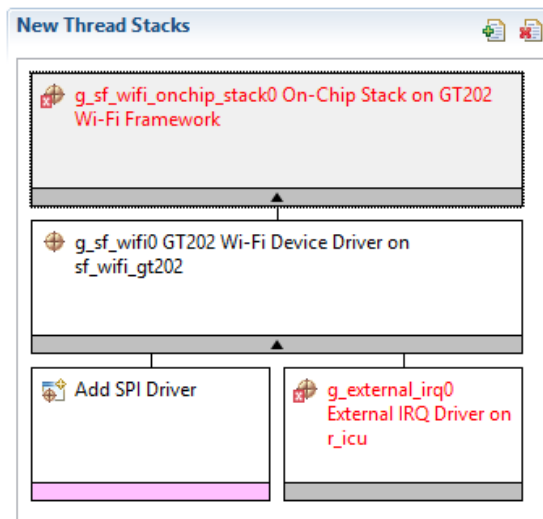 New Thread Stacks
g_sf_wifi_onchip_stack0 On-Chip Stack on GT202
Wi-Fi Framework
g_sf_wifi0 GT202 Wi-Fi Device Driver on
sf_wifi_gt202
Add SPI Driver
g_external_irq0
External IRQ Driver on
r_icu